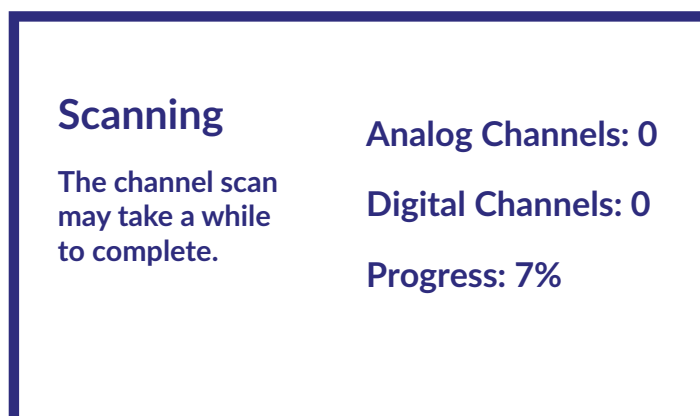 Scanning
The channel scan
may take a while
to complete.
Analog Channels: 0
Digital Channels: 0
Progress: 7%